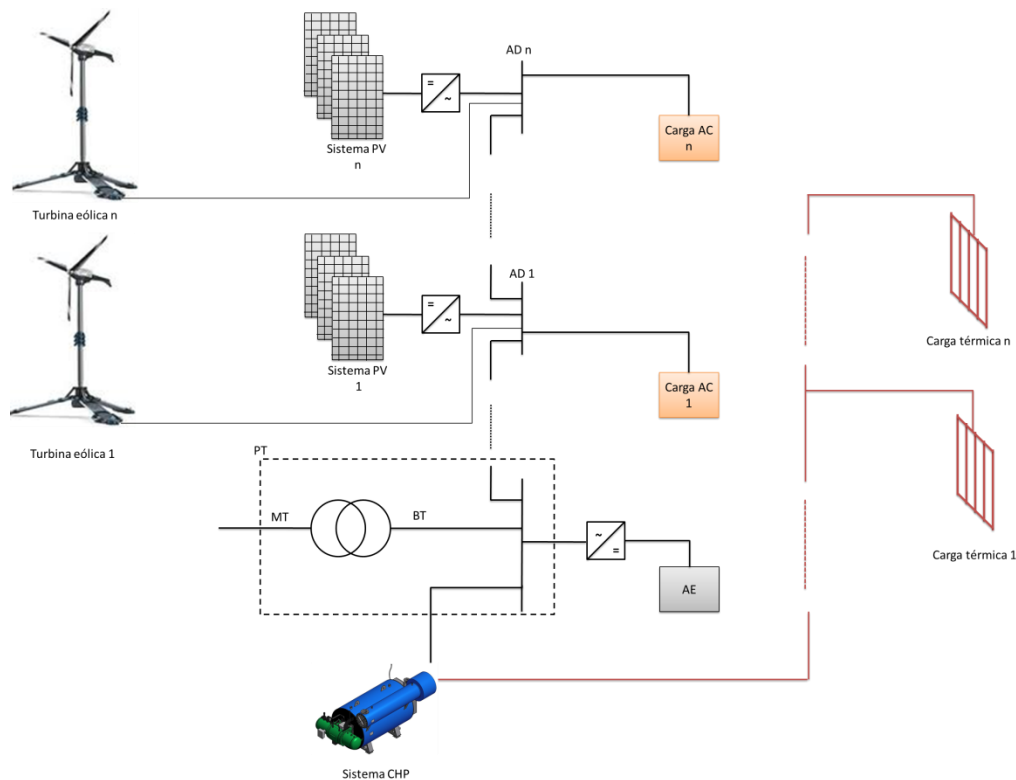 AD n
=
~
Carga AC
n
Sistema PV
n
Turbina eólica n
AD 1
=
~
Carga AC
1
Sistema PV
1
Turbina eólica 1
Carga térmica n
Carga térmica 1
PT
MT
BT
~
=
AE
Sistema CHP